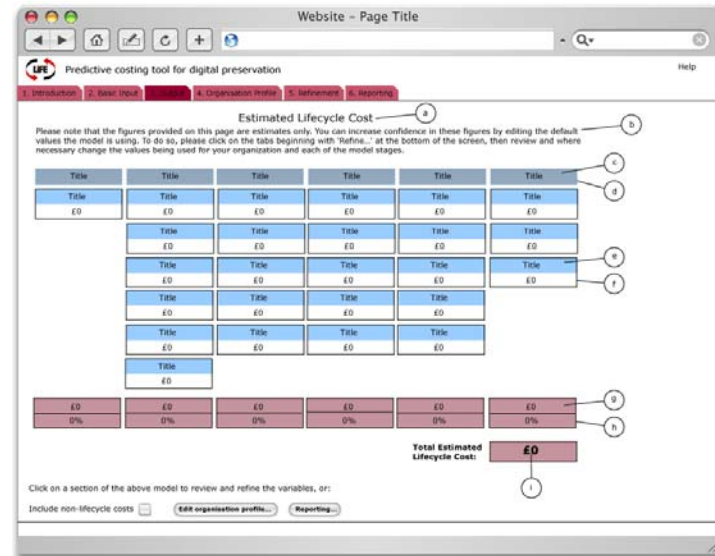 Website - Page Title
LIFE Predictive costing tool for digital preservation Help
1. Introduction 2. Basic Input 3. Output 4. Organisation Profile 5. Refinement 6. Reporting
Estimated Lifecycle Cost a
Please note that the figures provided on this page are estimates only. You can increase confidence in these figures by editing the default b
values the model is using. To do so, please click on the tabs beginning with 'Refine...' at the bottom of the screen, then review and where
necessary change the values being used for your organization and each of the model stages.
c
Title Title Title Title Title Title
d
Title Title Title Title Title Title
£0 £0 £0 £0 £0 £0
Title Title Title Title Title
£0 £0 £0 £0 £0
Title Title Title Title Title e
£0 £0 £0 £0 £0 f
Title Title Title Title
£0 £0 £0 £0
Title Title Title Title
£0 £0 £0 £0
Title
£0
£0 £0 £0 £0 £0 £0 g
0% 0% 0% 0% 0% 0% h
Total Estimated
Lifecycle Cost: £0
i
Click on a section of the above model to review and refine the variables, or:
Include non-lifecycle costs Edit organisation profile... Reporting...